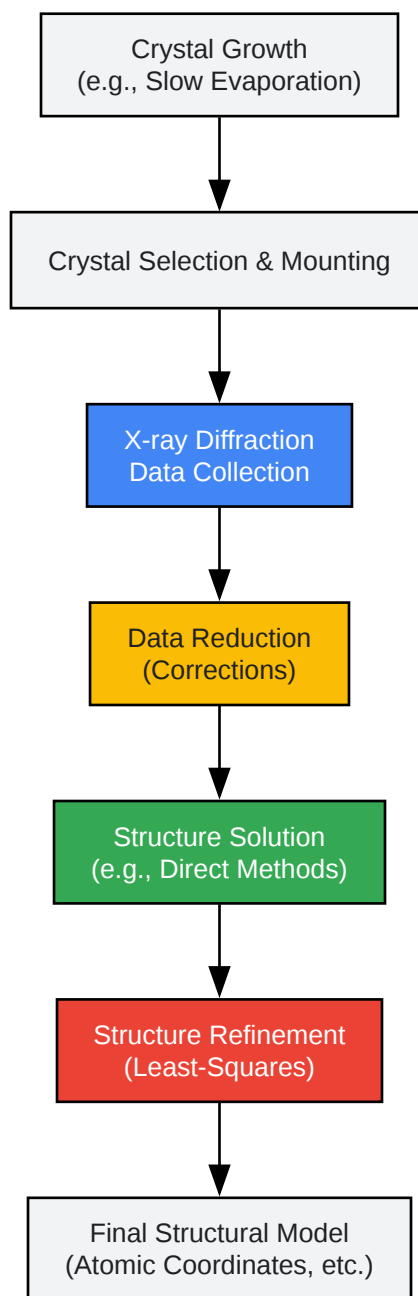 Crystal Growth
(e.g., Slow Evaporation)
Crystal Selection & Mounting
X-ray Diffraction
Data Collection
Data Reduction
(Corrections)
Structure Solution
(e.g., Direct Methods)
Structure Refinement
(Least-Squares)
Final Structural Model
(Atomic Coordinates, etc.)